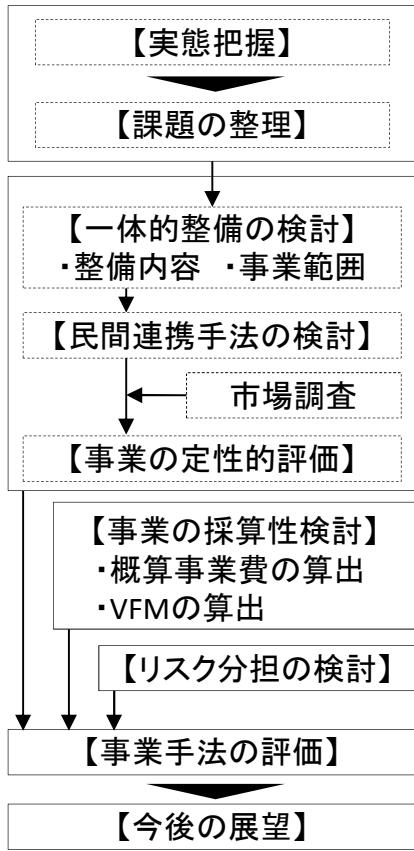 【実態把握】
【課題の整理】
【一体的整備の検討】
・整備内容 ・事業範囲
【民間連携手法の検討】
市場調査
【事業の定性的評価】
【事業の採算性検討】
・概算事業費の算出
・VFMの算出
【リスク分担の検討】
【事業手法の評価】
【今後の展望】